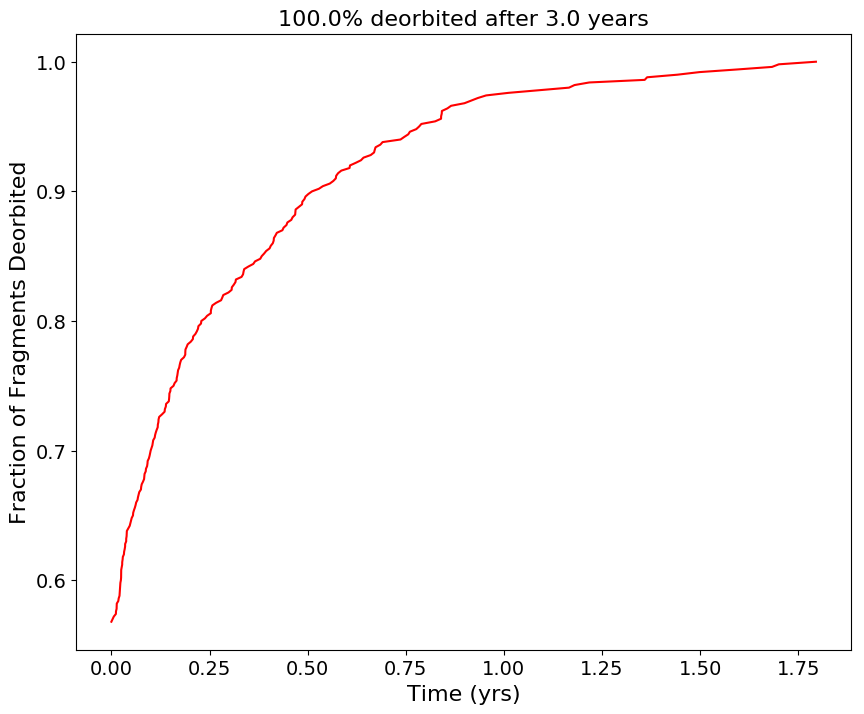 100.0% deorbited after 3.0 years
Fraction of Fragments Deorbited
1.0
0.9
0.8
0.7
0.6
0.00 0.25 0.50 0.75 1.00 1.25 1.50 1.75
Time (yrs)